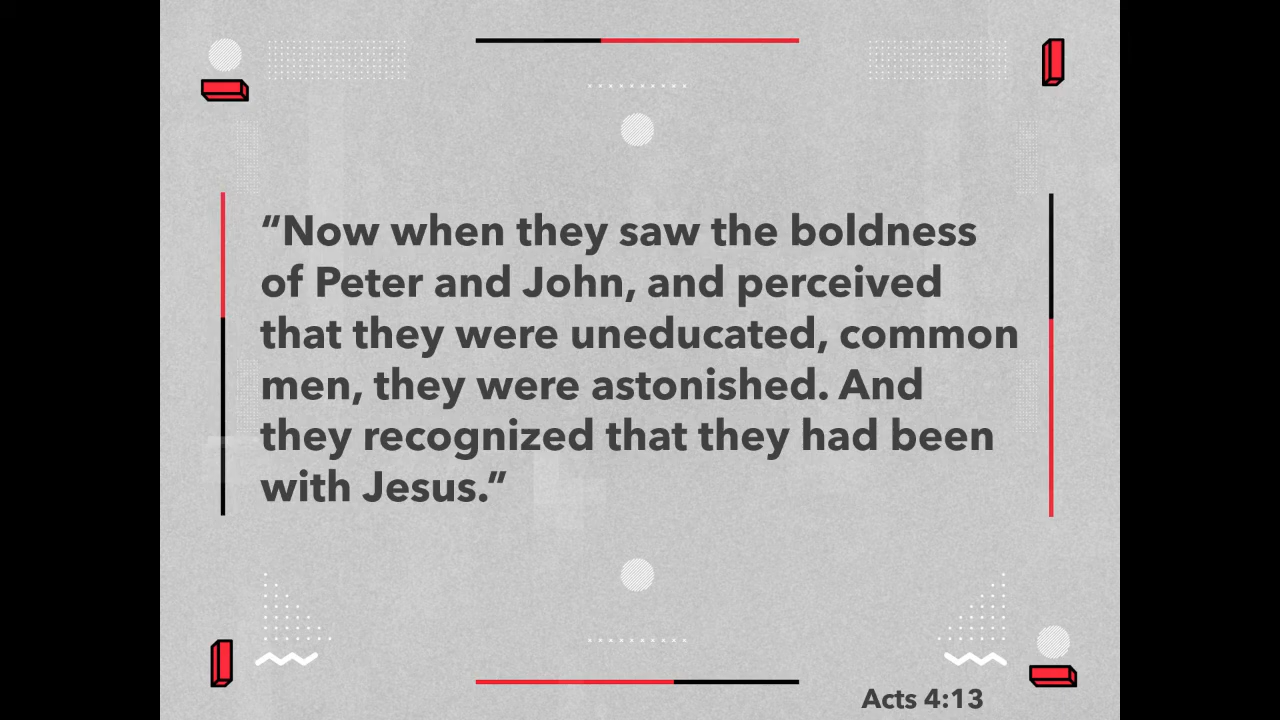 “Now when they saw the boldness
of Peter and John, and perceived
that they were uneducated, common
men, they were astonished. And
they recognized that they had been
with Jesus.”
Acts 4:13